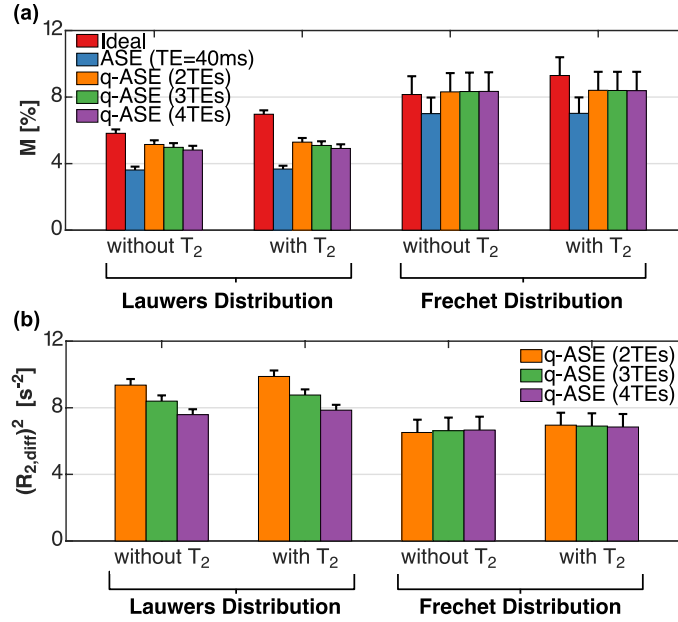 (a)
12
8
4
0
M [%]
Ideal
ASE (TE=40ms)
q-ASE (2TEs)
q-ASE (3TEs)
q-ASE (4TEs)
without T2
with T2
without T2
with T2
Lauwers Distribution
Frechet Distribution
(b)
12
8
4
0
(R2,diff)² [s⁻²]
q-ASE (2TEs)
q-ASE (3TEs)
q-ASE (4TEs)
without T2
with T2
without T2
with T2
Lauwers Distribution
Frechet Distribution